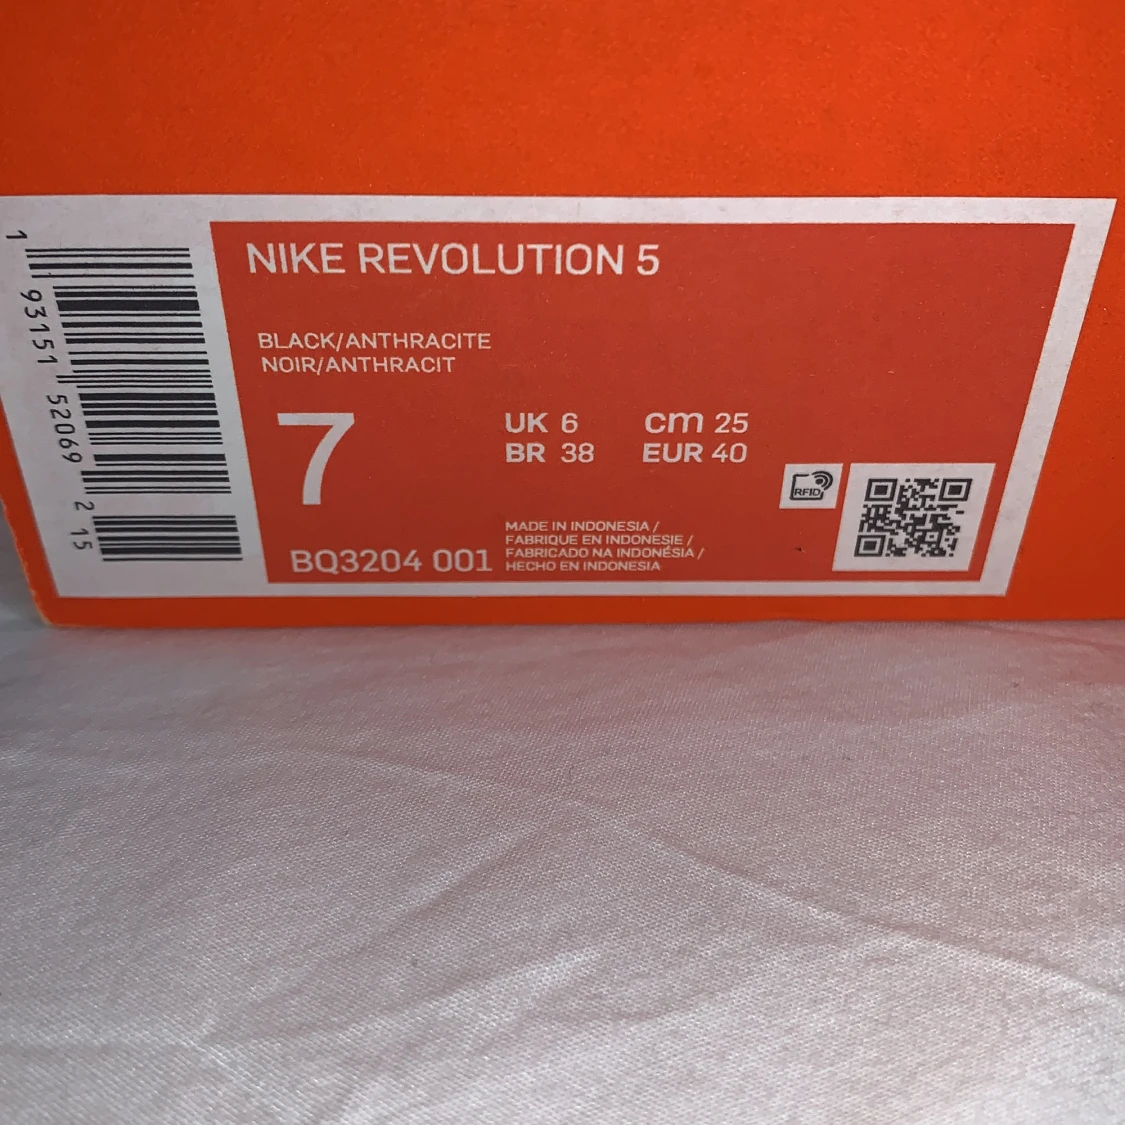 NIKE REVOLUTION 5
BLACK/ANTHRACITE
NOIR/ANTHRACIT
7
UK 6 cm 25
BR 38 EUR 40
RFID
BQ3204 001
MADE IN INDONESIA /
FABRIQUE EN INDONESIE /
FABRICADO NA INDONÉSIA /
HECHO EN INDONESIA
1 93151 52069 2 15